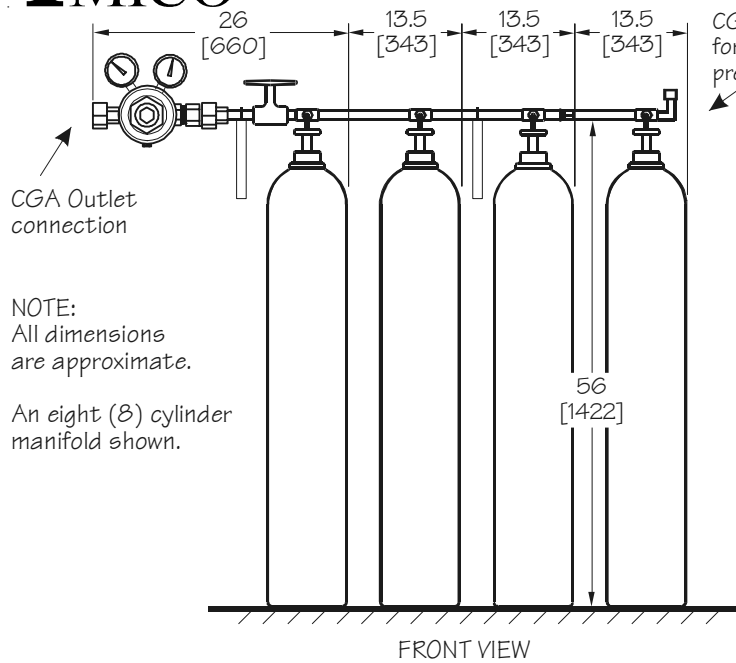 26
[660]
13.5
[343]
13.5
[343]
13.5
[343]
CGA Outlet
connection
NOTE:
All dimensions
are approximate.
An eight (8) cylinder
manifold shown.
56
[1422]
FRONT VIEW